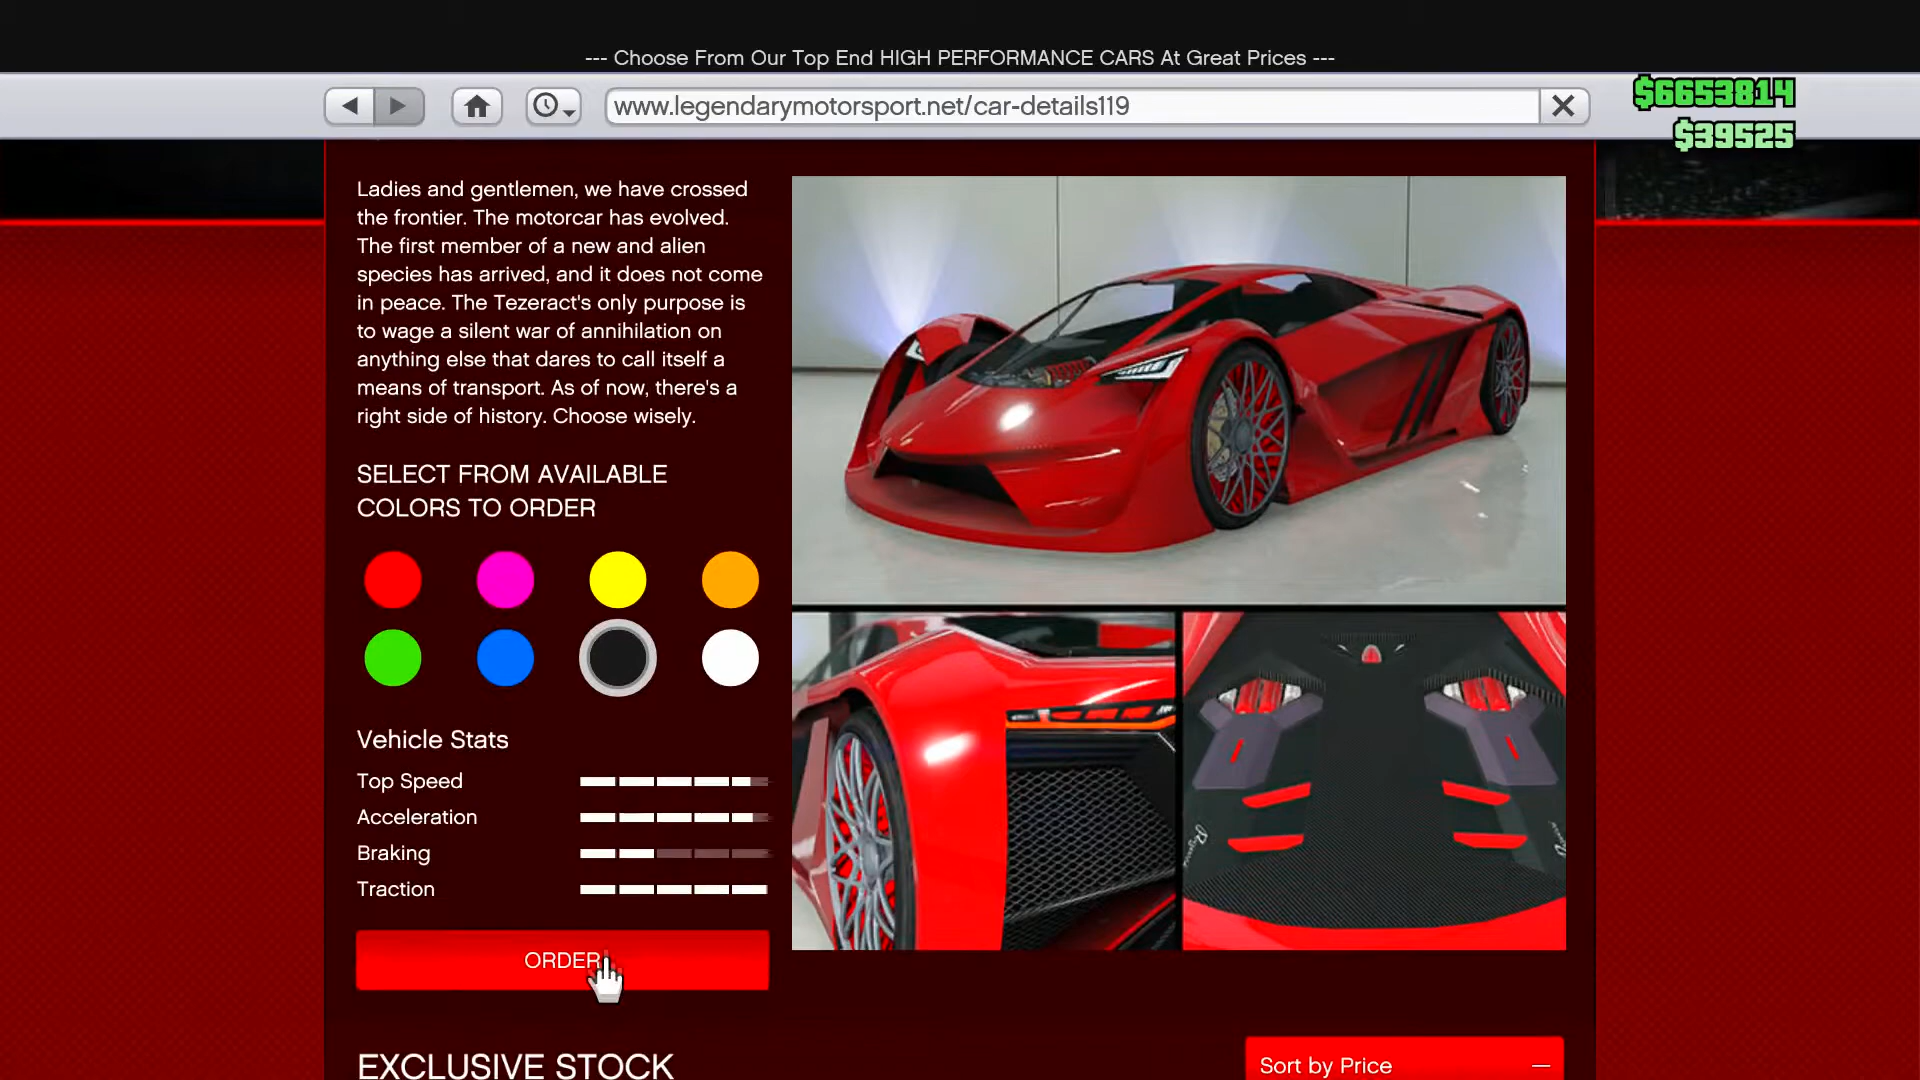 --- Choose From Our Top End HIGH PERFORMANCE CARS At Great Prices ---
www.legendarymotorsport.net/car-details119
$6653814
$39525
Ladies and gentlemen, we have crossed
the frontier. The motorcar has evolved.
The first member of a new and alien
species has arrived, and it does not come
in peace. The Tezeract's only purpose is
to wage a silent war of annihilation on
anything else that dares to call itself a
means of transport. As of now, there's a
right side of history. Choose wisely.
SELECT FROM AVAILABLE
COLORS TO ORDER
Vehicle Stats
Top Speed
Acceleration
Braking
Traction
ORDER
EXCLUSIVE STOCK
Sort by Price